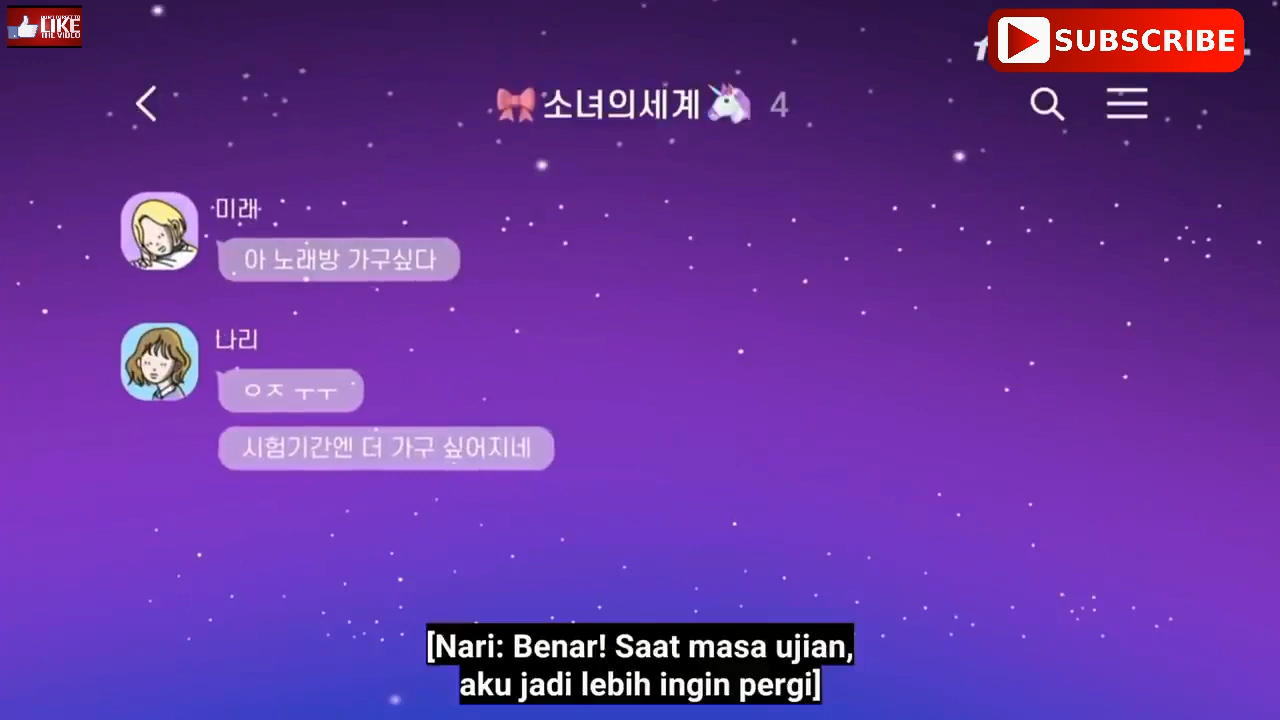 LIKE
THE VIDEO
SUBSCRIBE
소녀의세계 4
미래
아 노래방 가구싶다
나리
ㅇㅈ ㅜㅜ
시험기간엔 더 가구 싶어지네
[Nari: Benar! Saat masa ujian,
aku jadi lebih ingin pergi]